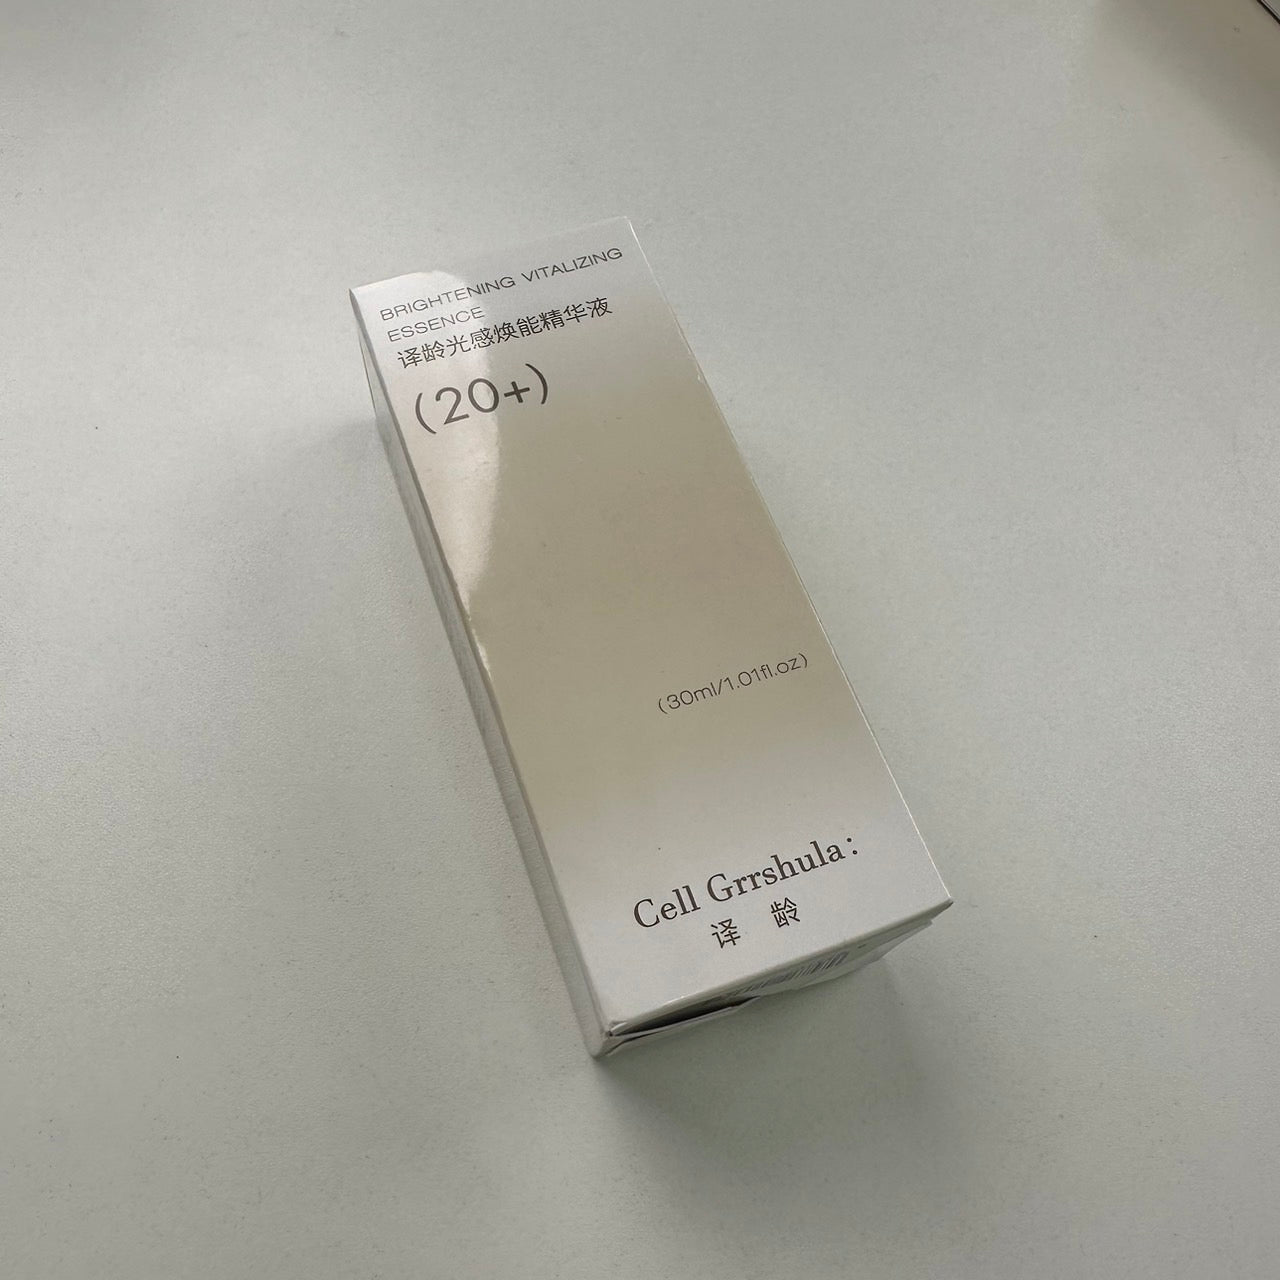 BRIGHTENING VITALIZING
ESSENCE
译龄光感焕能精华液
(20+)
(30ml/1.01fl.oz)
Cell Grrshula:
译 龄